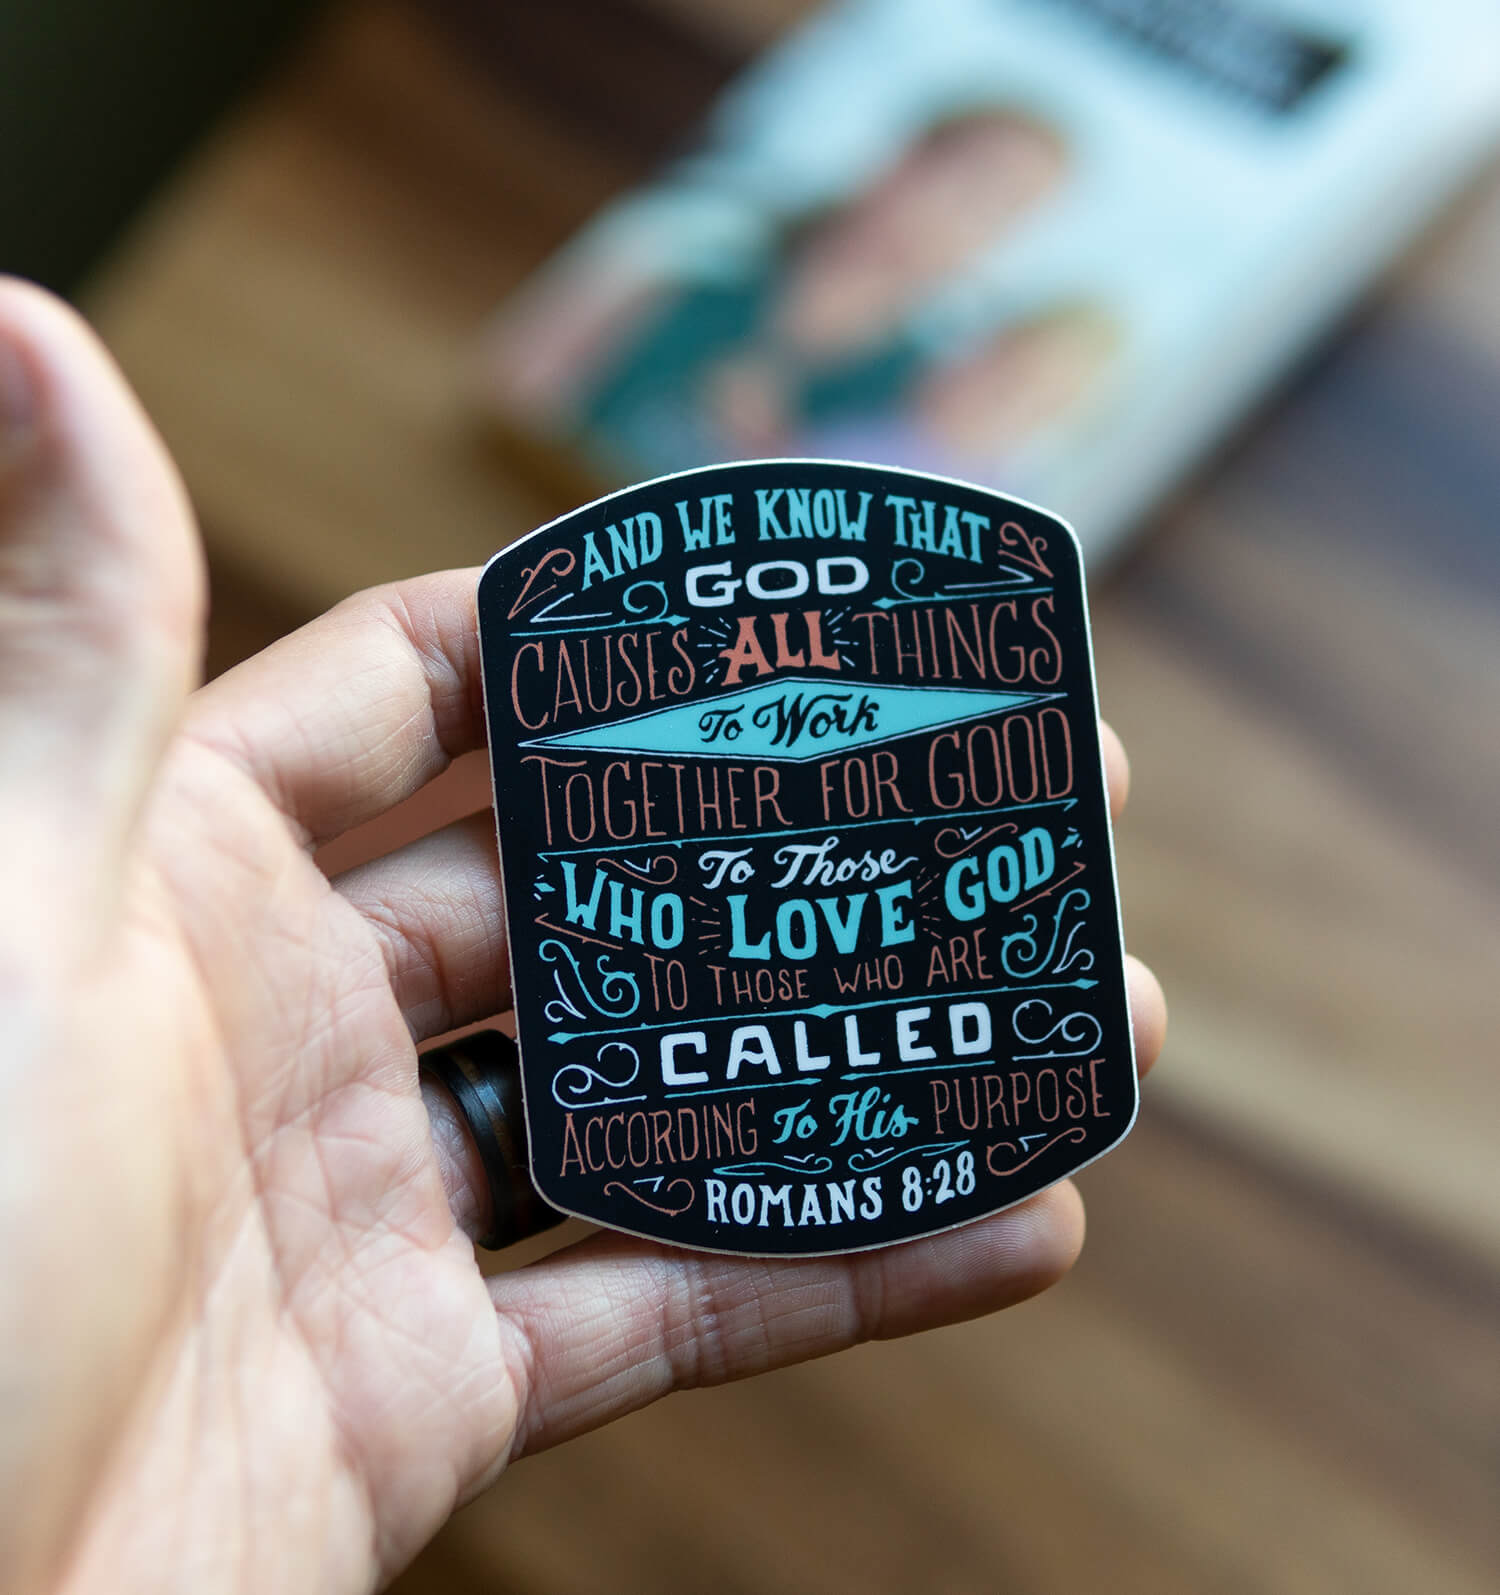 AND WE KNOW THAT
GOD
CAUSES ALL THINGS
To Work
TOGETHER FOR GOOD
To Those
WHO LOVE GOD
TO THOSE WHO ARE
CALLED
ACCORDING To His PURPOSE
ROMANS 8:28